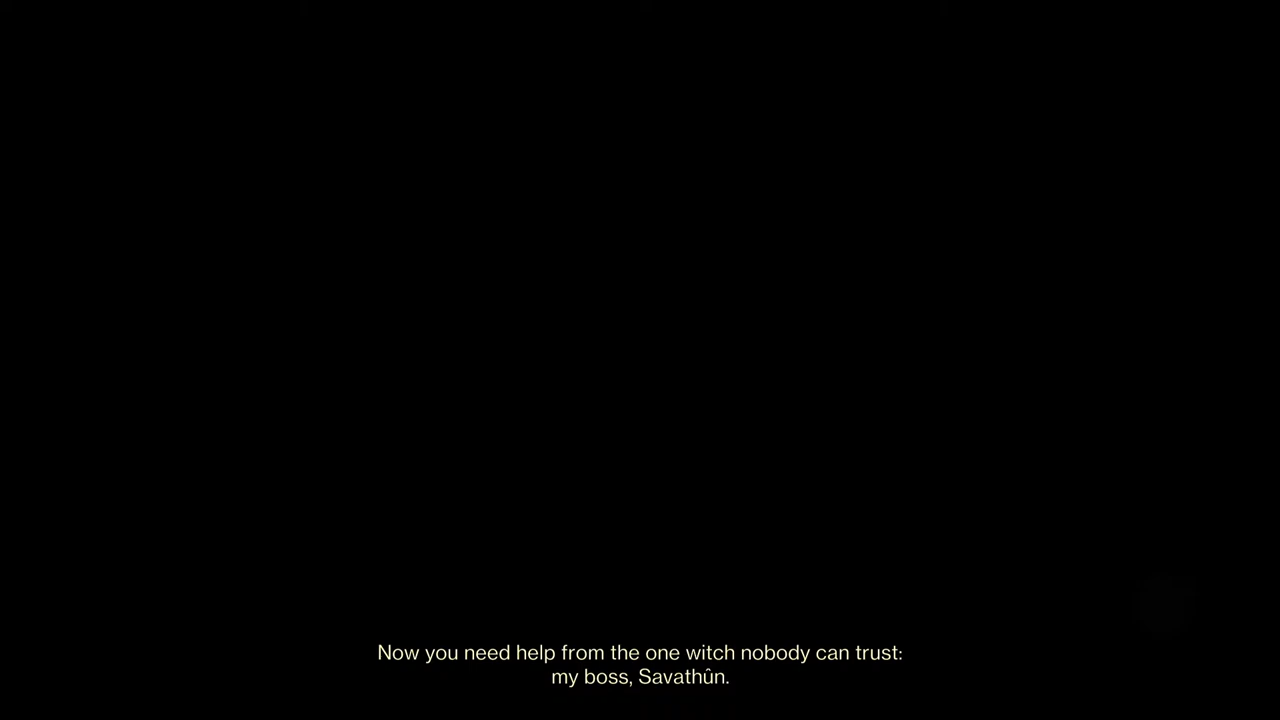 Now you need help from the one witch nobody can trust:
my boss, Savathûn.